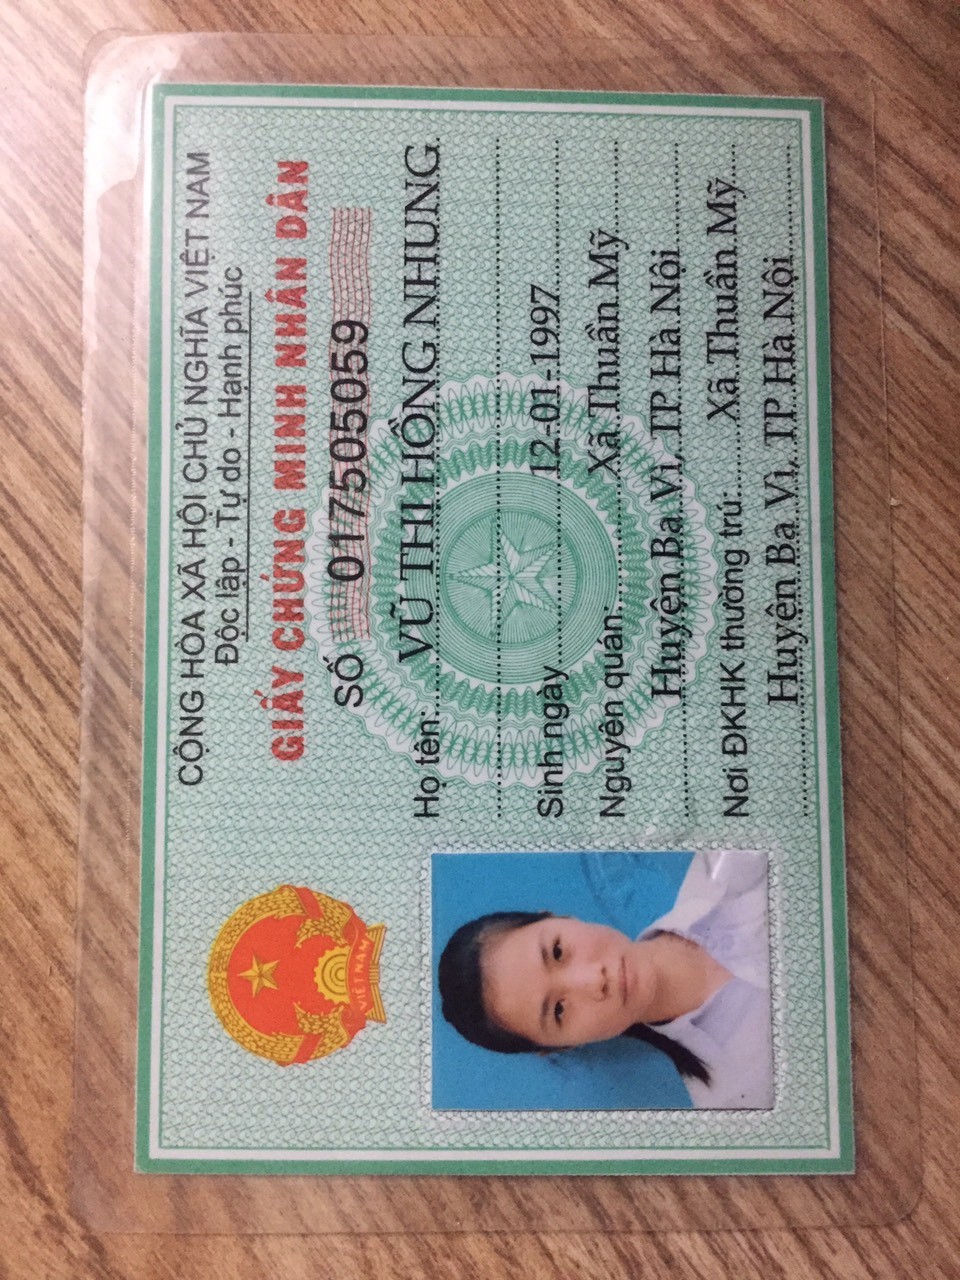 CỘNG HÒA XÃ HỘI CHỦ NGHĨA VIỆT NAM
Độc lập - Tự do - Hạnh phúc
GIẤY CHỨNG MINH NHÂN DÂN
SỐ 017505059
Họ tên: VŨ THỊ HỒNG NHUNG
Sinh ngày 12-01-1997
Nguyên quán: Xã Thuần Mỹ
Huyện Ba Vì, TP Hà Nội
Nơi ĐKHK thường trú: Xã Thuần Mỹ
Huyện Ba Vì, TP Hà Nội
VIỆT NAM